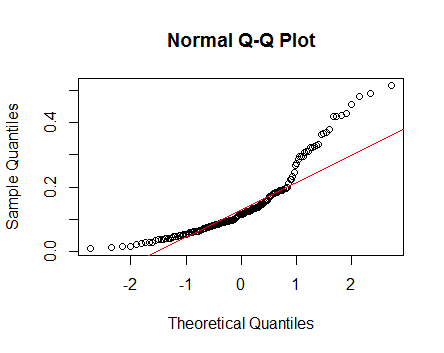 Normal Q-Q Plot
Sample Quantiles
0.4
0.2
0.0
-2 -1 0 1 2
Theoretical Quantiles